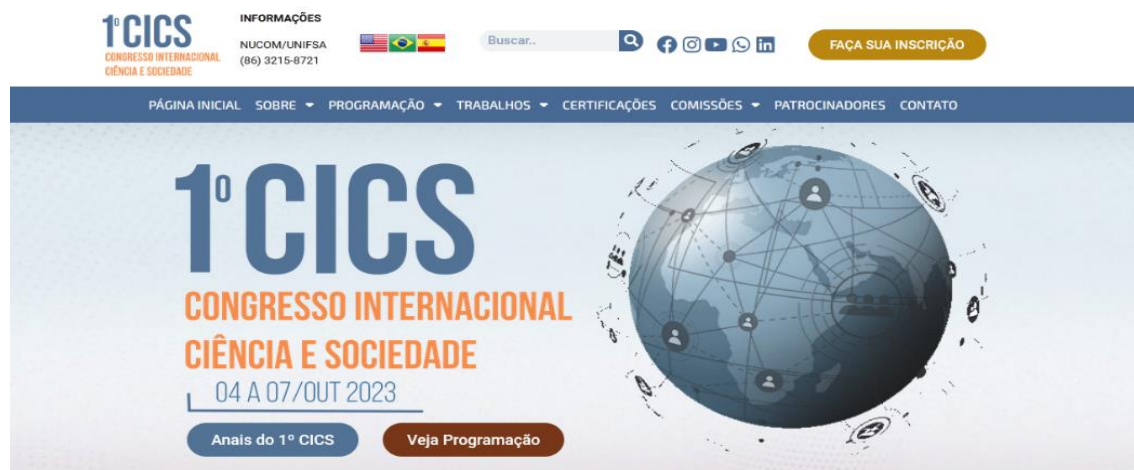 1º CICS
CONGRESSO INTERNACIONAL
CIÊNCIA E SOCIEDADE
INFORMAÇÕES
NUCOM/UNIFSA
(86) 3215-8721
Buscar..
FAÇA SUA INSCRIÇÃO
PÁGINA INICIAL SOBRE PROGRAMAÇÃO TRABALHOS CERTIFICAÇÕES COMISSÕES PATROCINADORES CONTATO
1º CICS
CONGRESSO INTERNACIONAL
CIÊNCIA E SOCIEDADE
04 A 07/OUT 2023
Anais do 1º CICS
Veja Programação